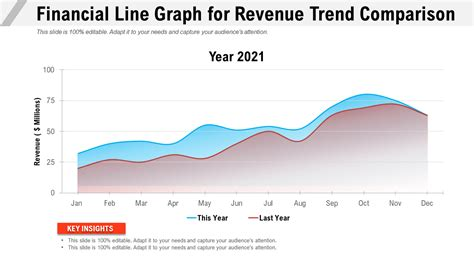 Financial Line Graph for Revenue Trend Comparison
This slide is 100% editable. Adapt it to your needs and capture your audience's attention.
Year 2021
Revenue ( $ Millions)
100
75
50
25
0
Jan Feb Mar Apr May Jun Jul Aug Sep Oct Nov Dec
This Year Last Year
KEY INSIGHTS
This slide is 100% editable. Adapt it to your needs and capture your audience's attention.
This slide is 100% editable. Adapt it to your needs and capture your audience's attention.